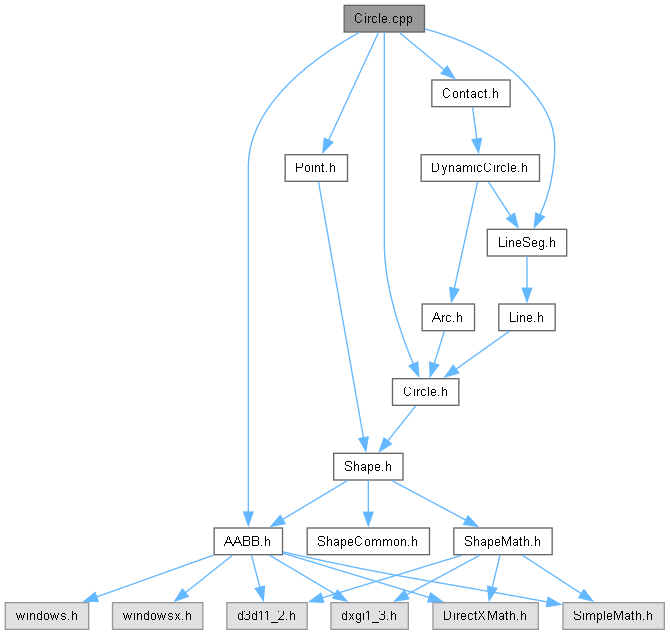 Circle.cpp
Contact.h
Point.h
DynamicCircle.h
LineSeg.h
Arc.h
Line.h
Circle.h
Shape.h
AABB.h
ShapeCommon.h
ShapeMath.h
windows.h
windowsx.h
d3d11_2.h
dxgi1_3.h
DirectXMath.h
SimpleMath.h